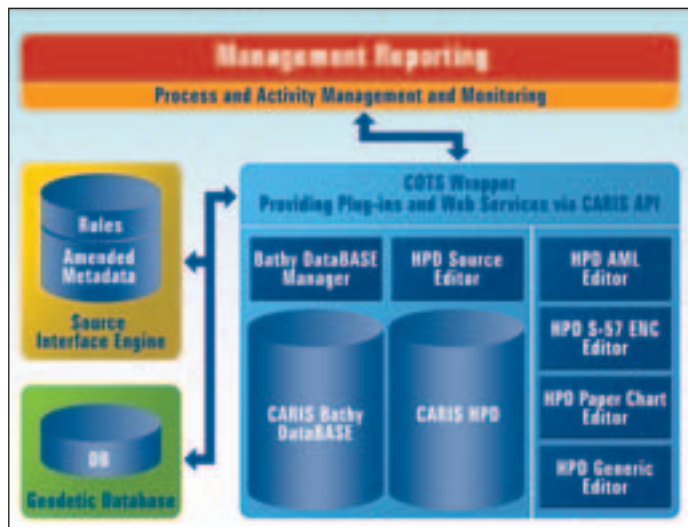 Management Reporting
Process and Activity Management and Monitoring
COTS Wrapper
Providing Plug-ins and Web Services via CARIS API
Rules
Amended
Metadata
Source
Interface Engine
DB
Geodetic Database
Bathy DataBASE
Manager
HPD Source
Editor
CARIS Bathy
DataBASE
CARIS HPD
HPD AML
Editor
HPD S-57 ENC
Editor
HPD Paper Chart
Editor
HPD Generic
Editor